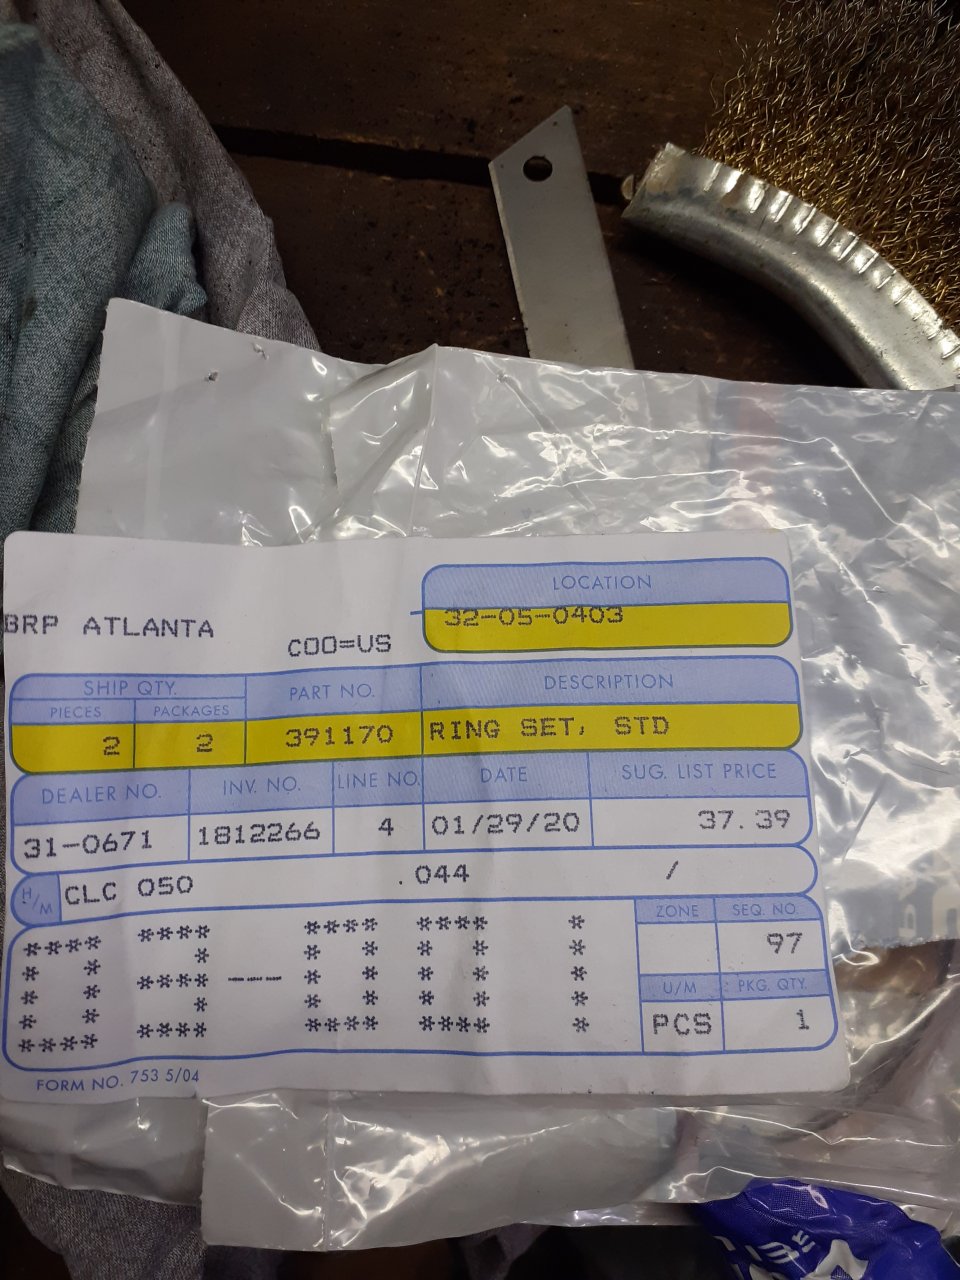 LOCATION
32-05-0403
BRP ATLANTA
COO=US
SHIP QTY.
PIECES PACKAGES
PART NO.
DESCRIPTION
2 2 391170 RING SET, STD
DEALER NO. INV. NO. LINE NO. DATE SUG. LIST PRICE
31-0671 1812266 4 01/29/20 37.39
H/M CLC 050 .044 /
ZONE SEQ. NO.
97
U/M PKG. QTY.
PCS 1
03-001
FORM NO. 753 5/04